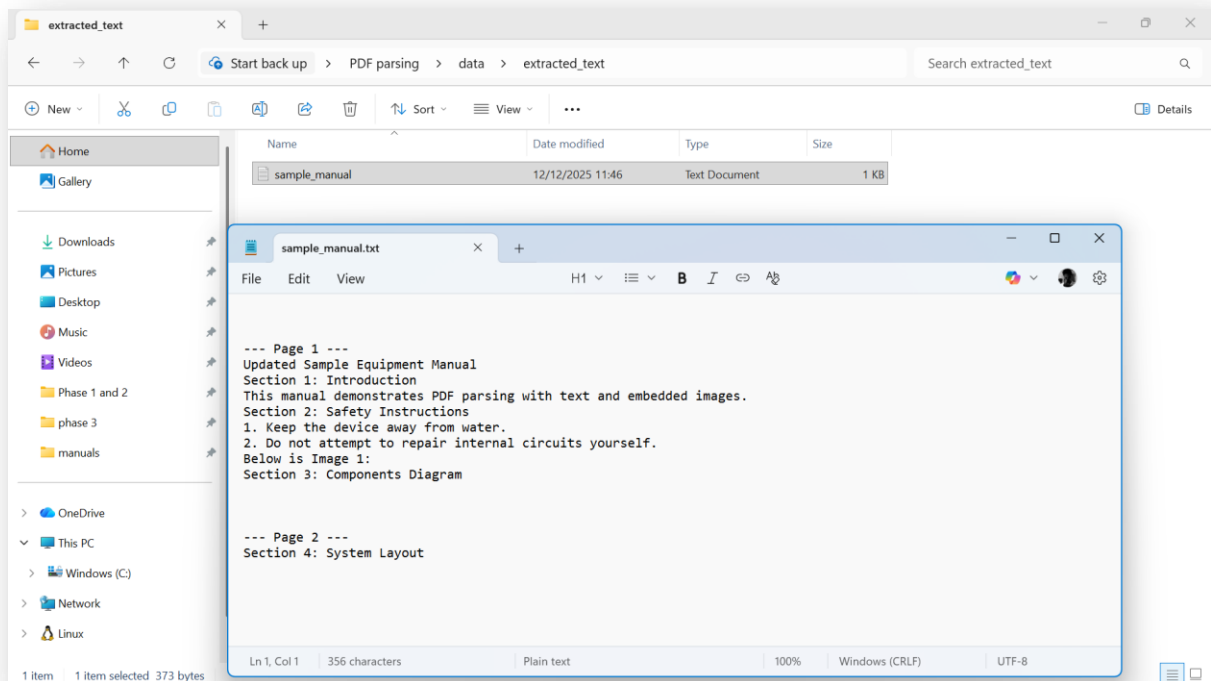 extracted_text
Start back up > PDF parsing > data > extracted_text
Search extracted_text
New
Sort
View
Details
Home
Gallery
Downloads
Pictures
Desktop
Music
Videos
Phase 1 and 2
phase 3
manuals
OneDrive
This PC
Windows (C:)
Network
Linux
1 item 1 item selected 373 bytes
Name Date modified Type Size
sample_manual 12/12/2025 11:46 Text Document 1 KB
sample_manual.txt
File Edit View H1 B I
--- Page 1 ---
Updated Sample Equipment Manual
Section 1: Introduction
This manual demonstrates PDF parsing with text and embedded images.
Section 2: Safety Instructions
1. Keep the device away from water.
2. Do not attempt to repair internal circuits yourself.
Below is Image 1:
Section 3: Components Diagram
--- Page 2 ---
Section 4: System Layout
Ln 1, Col 1 356 characters Plain text 100% Windows (CRLF) UTF-8